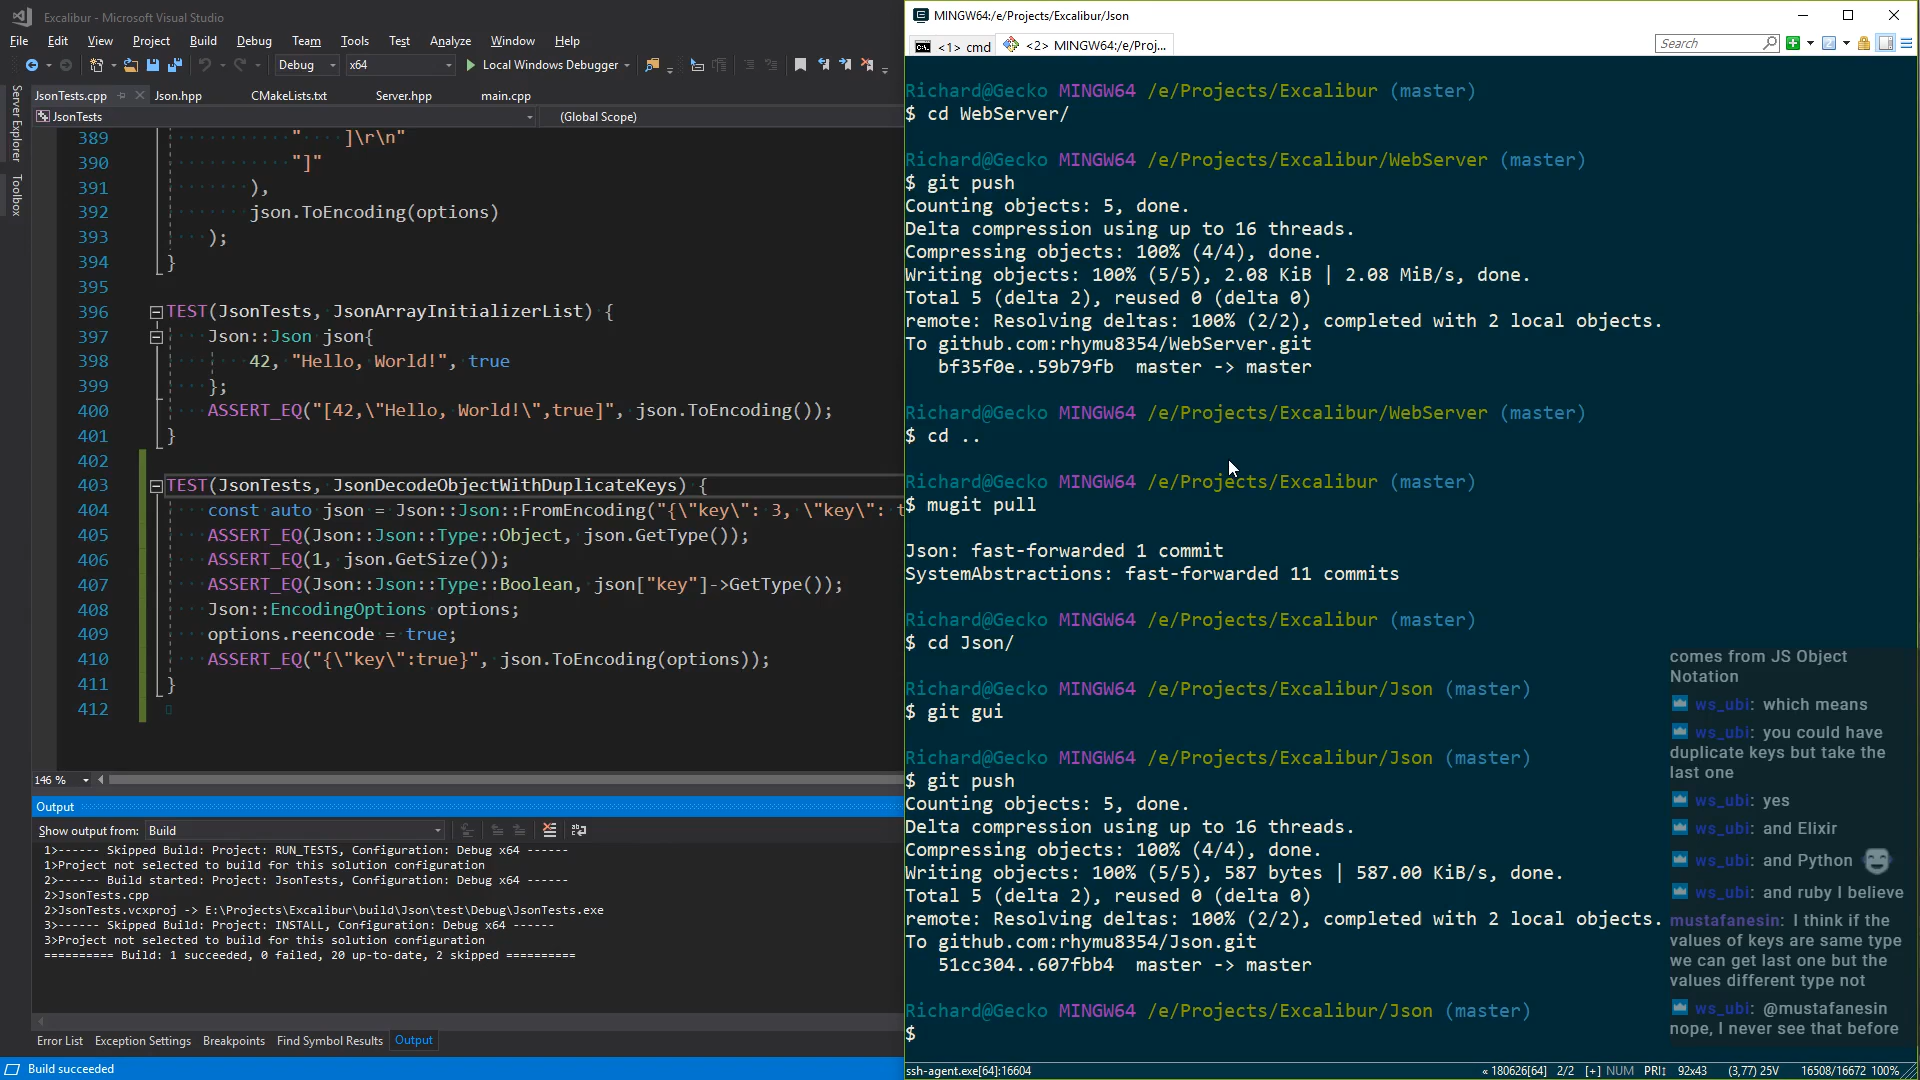 Excalibur - Microsoft Visual Studio
File Edit View Project Build Debug Team Tools Test Analyze Window Help
Debug x64 Local Windows Debugger
Server Explorer
Toolbox
JsonTests.cpp Json.hpp CMakeLists.txt Server.hpp main.cpp
JsonTests (Global Scope)
389 " ]\r\n"
390 "]"
391 ),
392 json.ToEncoding(options)
393 );
394 }
395
396 TEST(JsonTests, JsonArrayInitializerList) {
397 Json::Json json{
398 42, "Hello, World!", true
399 };
400 ASSERT_EQ("[42,\"Hello, World!\",true]", json.ToEncoding());
401 }
402
403 TEST(JsonTests, JsonDecodeObjectWithDuplicateKeys) {
404 const auto json = Json::Json::FromEncoding("{\"key\": 3, \"key\": t
405 ASSERT_EQ(Json::Json::Type::Object, json.GetType());
406 ASSERT_EQ(1, json.GetSize());
407 ASSERT_EQ(Json::Json::Type::Boolean, json["key"]->GetType());
408 Json::EncodingOptions options;
409 options.reencode = true;
410 ASSERT_EQ("{\"key\":true}", json.ToEncoding(options));
411 }
412
146 %
Output
Show output from: Build
1>------ Skipped Build: Project: RUN_TESTS, Configuration: Debug x64 ------
1>Project not selected to build for this solution configuration
2>------ Build started: Project: JsonTests, Configuration: Debug x64 ------
2>JsonTests.cpp
2>JsonTests.vcxproj -> E:\Projects\Excalibur\build\Json\test\Debug\JsonTests.exe
3>------ Skipped Build: Project: INSTALL, Configuration: Debug x64 ------
3>Project not selected to build for this solution configuration
========== Build: 1 succeeded, 0 failed, 20 up-to-date, 2 skipped ==========
Error List Exception Settings Breakpoints Find Symbol Results Output
Build succeeded
MINGW64:/e/Projects/Excalibur/Json
<1> cmd <2> MINGW64:/e/Proj...
Search
Richard@Gecko MINGW64 /e/Projects/Excalibur (master)
$ cd WebServer/
Richard@Gecko MINGW64 /e/Projects/Excalibur/WebServer (master)
$ git push
Counting objects: 5, done.
Delta compression using up to 16 threads.
Compressing objects: 100% (4/4), done.
Writing objects: 100% (5/5), 2.08 KiB | 2.08 MiB/s, done.
Total 5 (delta 2), reused 0 (delta 0)
remote: Resolving deltas: 100% (2/2), completed with 2 local objects.
To github.com:rhymu8354/WebServer.git
bf35f0e..59b79fb master -> master
Richard@Gecko MINGW64 /e/Projects/Excalibur/WebServer (master)
$ cd ..
Richard@Gecko MINGW64 /e/Projects/Excalibur (master)
$ mugit pull
Json: fast-forwarded 1 commit
SystemAbstractions: fast-forwarded 11 commits
Richard@Gecko MINGW64 /e/Projects/Excalibur (master)
$ cd Json/
Richard@Gecko MINGW64 /e/Projects/Excalibur/Json (master)
$ git gui
Richard@Gecko MINGW64 /e/Projects/Excalibur/Json (master)
$ git push
Counting objects: 5, done.
Delta compression using up to 16 threads.
Compressing objects: 100% (4/4), done.
Writing objects: 100% (5/5), 587 bytes | 587.00 KiB/s, done.
Total 5 (delta 2), reused 0 (delta 0)
remote: Resolving deltas: 100% (2/2), completed with 2 local objects.
To github.com:rhymu8354/Json.git
51cc304..607fbb4 master -> master
Richard@Gecko MINGW64 /e/Projects/Excalibur/Json (master)
$
comes from JS Object
Notation
ws_ubi: which means
ws_ubi: you could have
duplicate keys but take the
last one
ws_ubi: yes
ws_ubi: and Elixir
ws_ubi: and Python
ws_ubi: and ruby I believe
mustafanesin: I think if the
values of keys are same type
we can get last one but the
values different type not
ws_ubi: @mustafanesin
nope, I never see that before
ssh-agent.exe[64]:16604 « 180626[64] 2/2 [+] NUM PRI↕ 92x43 (3,77) 25V 16508/16672 100%